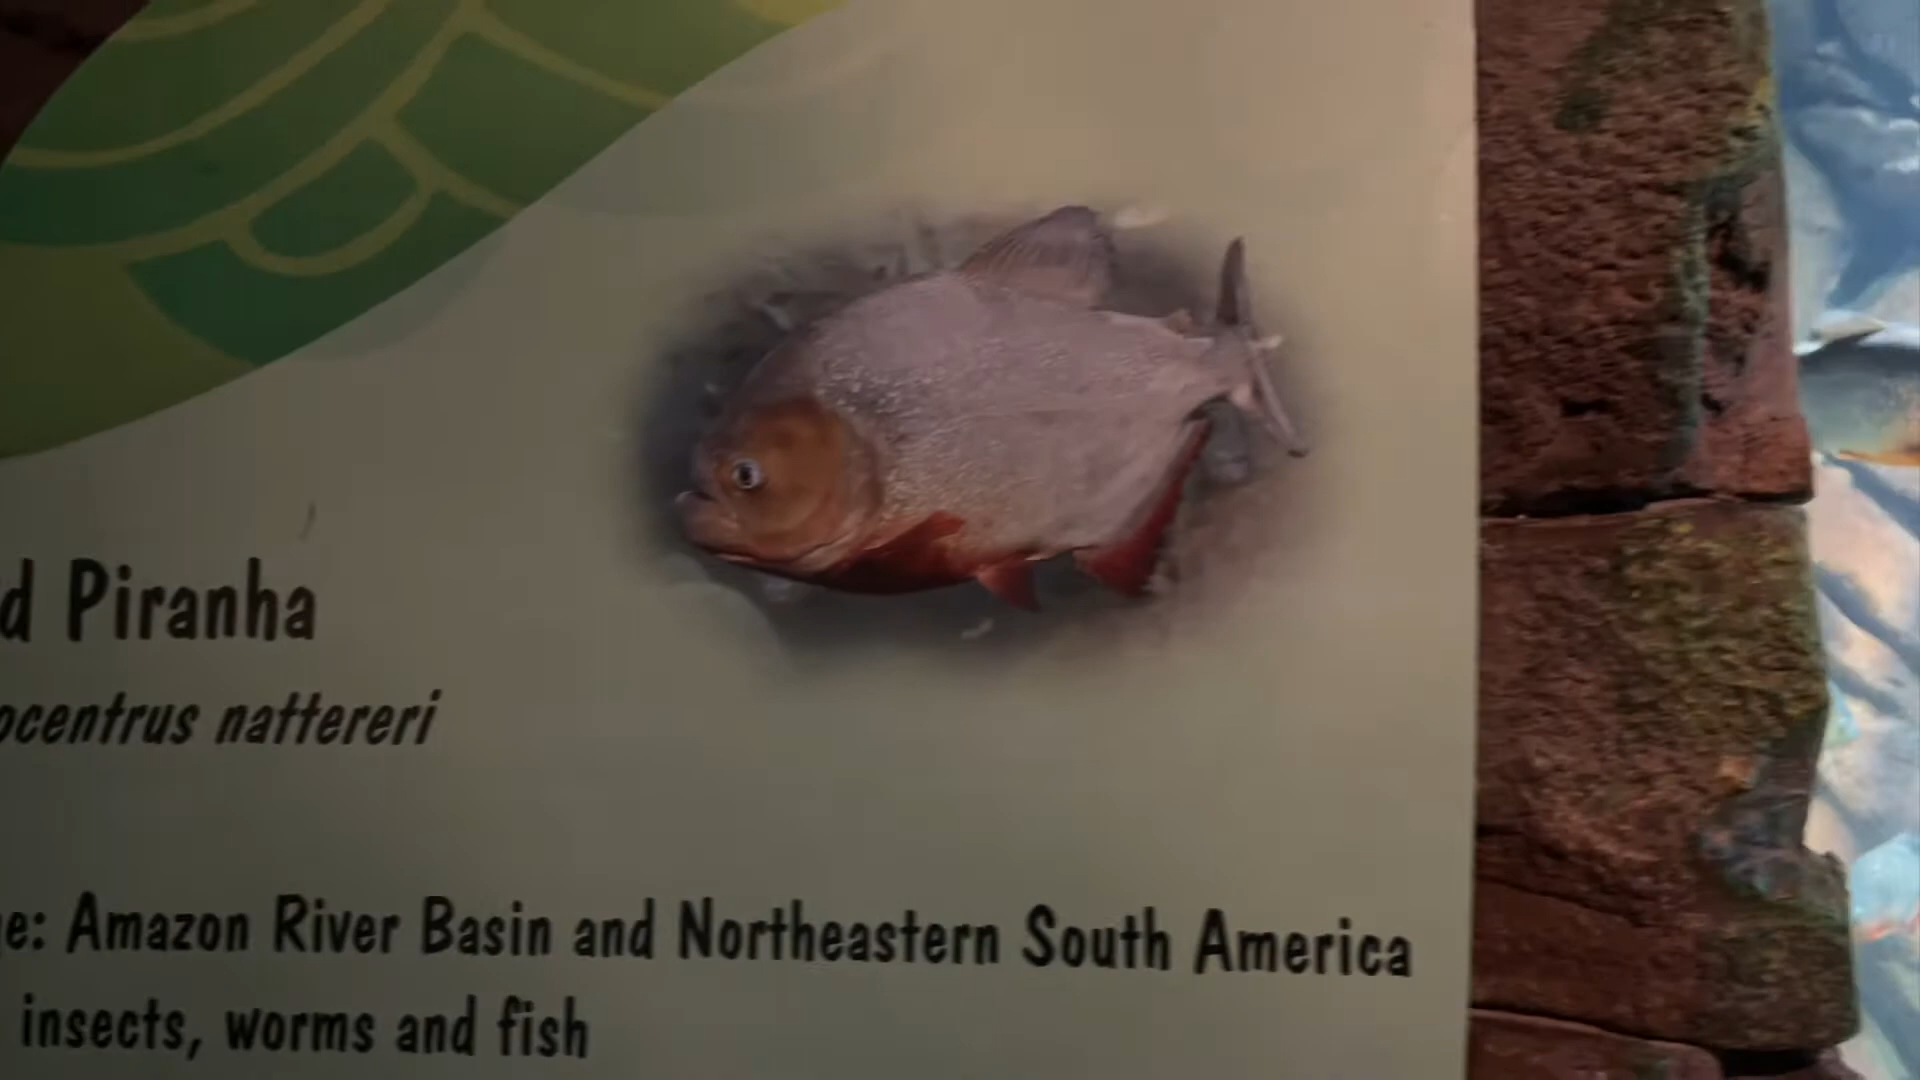 d Piranha
ocentrus nattereri
e: Amazon River Basin and Northeastern South America
insects, worms and fish